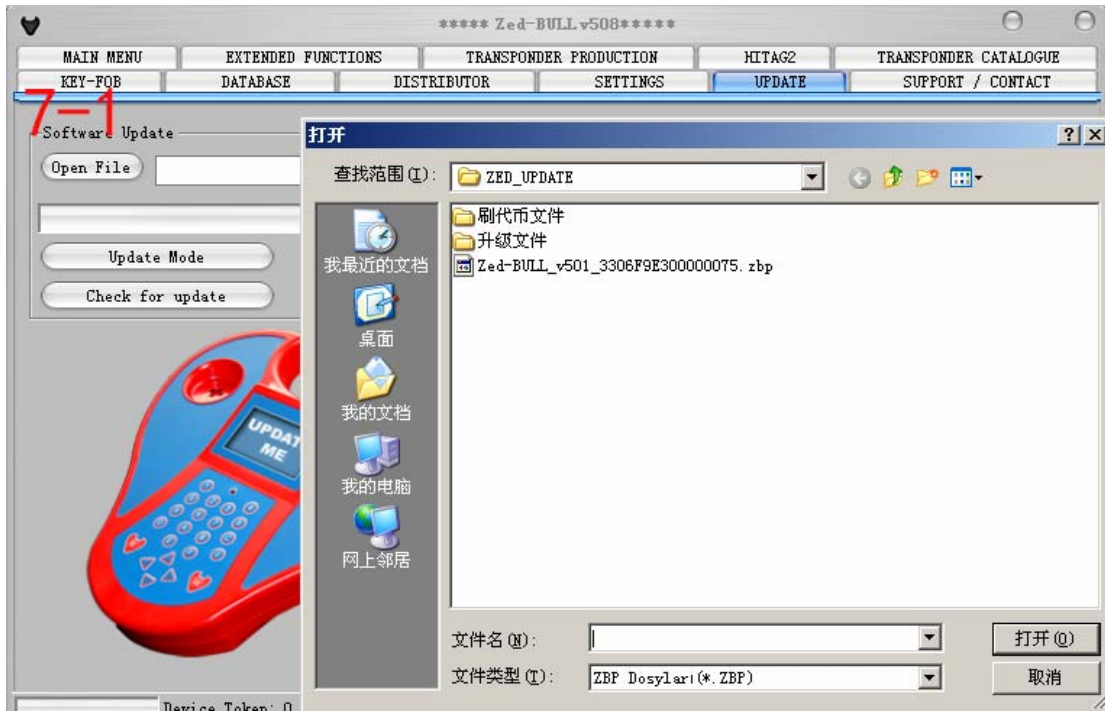 ***** Zed-BULL v508*****
MAIN MENU EXTENDED FUNCTIONS TRANSPONDER PRODUCTION HITAG2 TRANSPONDER CATALOGUE
KEY-FOB DATABASE DISTRIBUTOR SETTINGS UPDATE SUPPORT / CONTACT
7-1
Software Update
Open File
Update Mode
Check for update
UPDATE
ME
Device Token: 0
打开
查找范围(I): ZED_UPDATE
我最近的文档
桌面
我的文档
我的电脑
网上邻居
刷代币文件
升级文件
Zed-BULL_v501_3306F9E300000075.zbp
文件名(N): 打开(O)
文件类型(T): ZBP Dosyları(*.ZBP) 取消